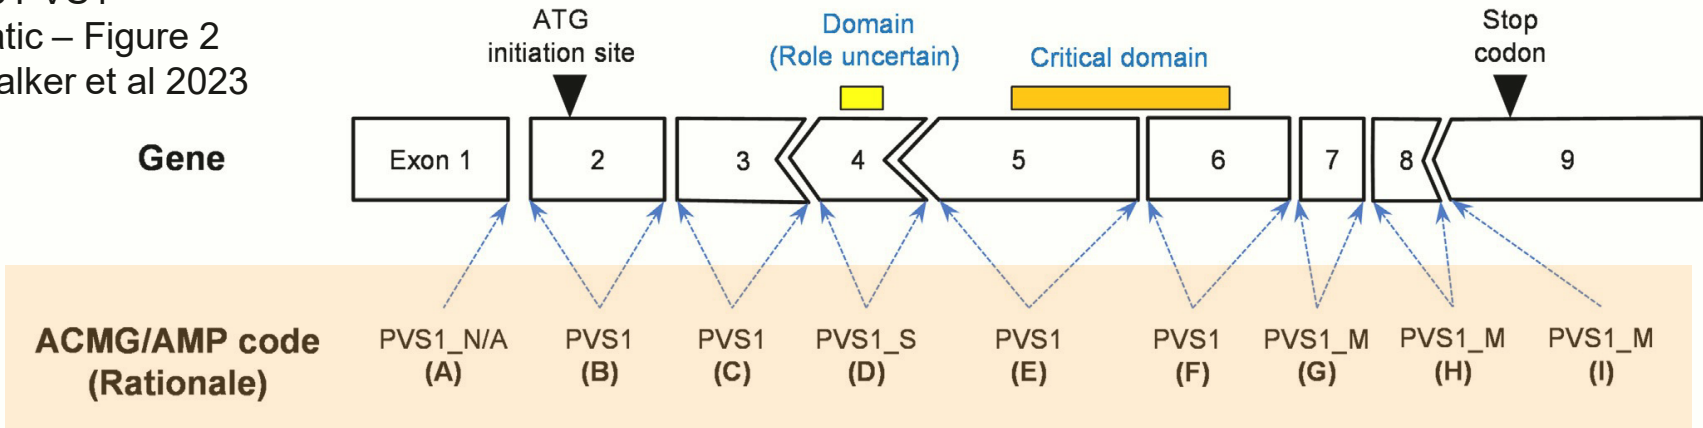 – Figure 2
et al 2023
ATG
initiation site
Domain
(Role uncertain)
Critical domain
Stop
codon
Gene
Exon 1
2
3
4
5
6
7
8
9
ACMG/AMP code
(Rationale)
PVS1_N/A
(A)
PVS1
(B)
PVS1
(C)
PVS1_S
(D)
PVS1
(E)
PVS1
(F)
PVS1_M
(G)
PVS1_M
(H)
PVS1_M
(I)